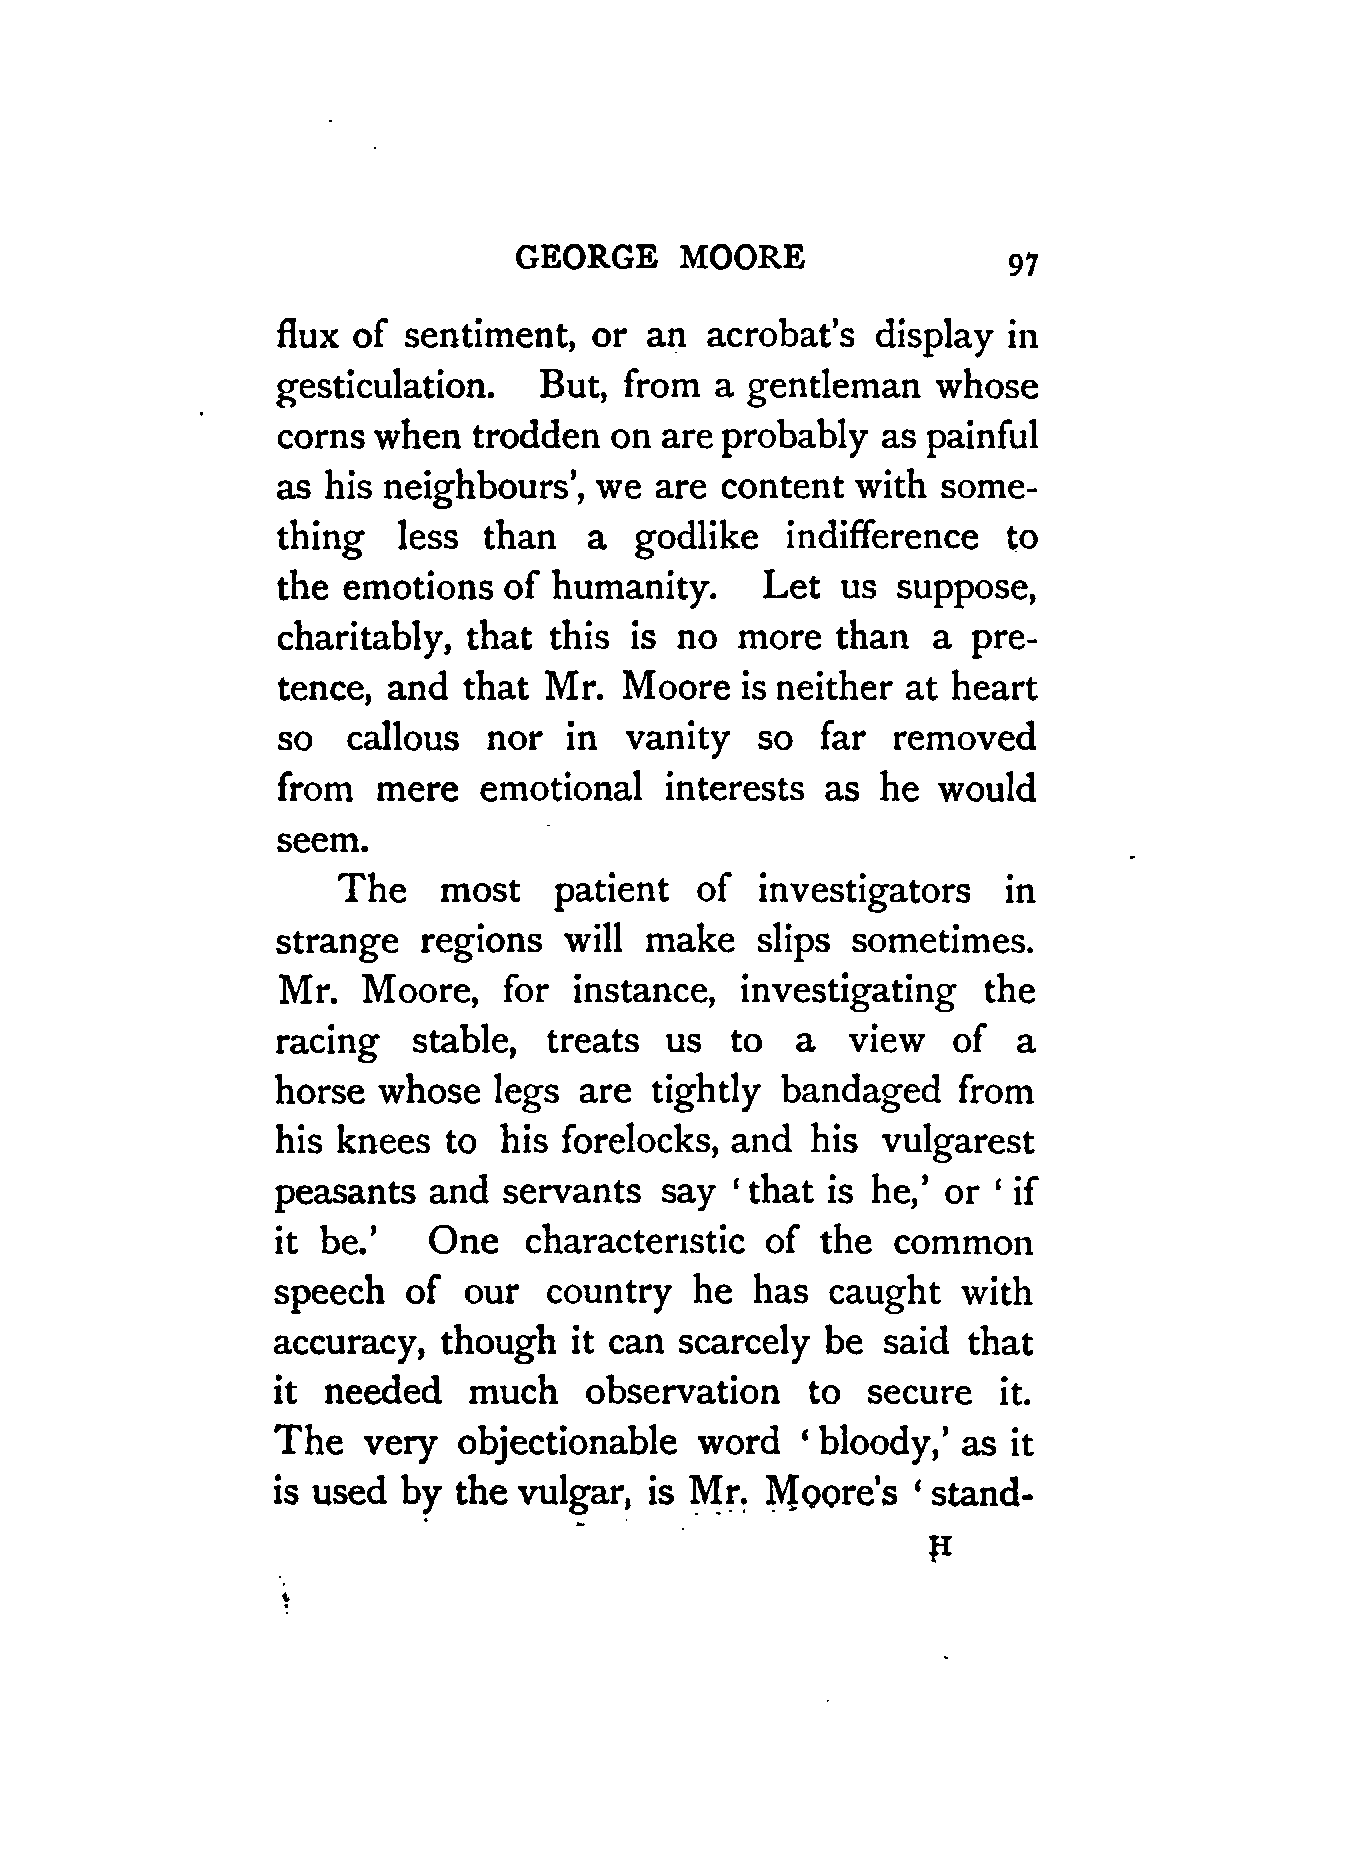 GEORGE MOORE 97
flux of sentiment, or an acrobat's display in
gesticulation. But, from a gentleman whose
corns when trodden on are probably as painful
as his neighbours', we are content with some-
thing less than a godlike indifference to
the emotions of humanity. Let us suppose,
charitably, that this is no more than a pre-
tence, and that Mr. Moore is neither at heart
so callous nor in vanity so far removed
from mere emotional interests as he would
seem.
The most patient of investigators in
strange regions will make slips sometimes.
Mr. Moore, for instance, investigating the
racing stable, treats us to a view of a
horse whose legs are tightly bandaged from
his knees to his forelocks, and his vulgarest
peasants and servants say ‘that is he,’ or ‘if
it be.’ One characteristic of the common
speech of our country he has caught with
accuracy, though it can scarcely be said that
it needed much observation to secure it.
The very objectionable word ‘bloody,’ as it
is used by the vulgar, is Mr. Moore's ‘stand-
H